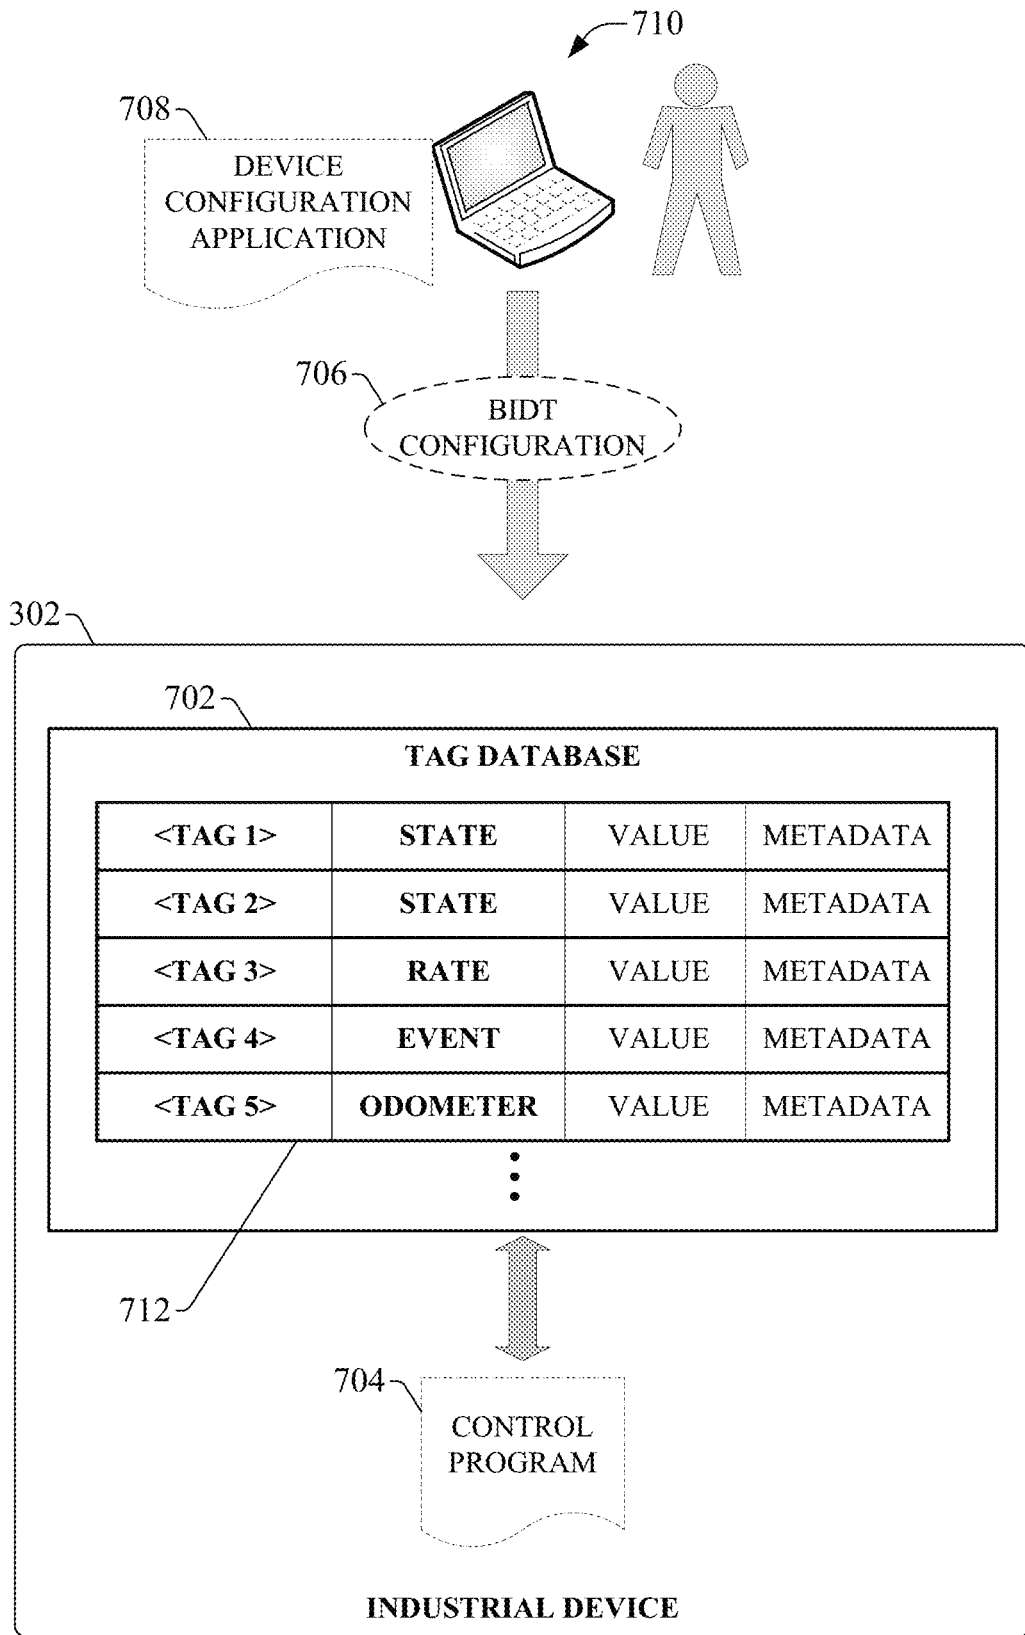 710
708
DEVICE
CONFIGURATION
APPLICATION
706
BIDT
CONFIGURATION
302
702
TAG DATABASE
<TAG 1> STATE VALUE METADATA
<TAG 2> STATE VALUE METADATA
<TAG 3> RATE VALUE METADATA
<TAG 4> EVENT VALUE METADATA
<TAG 5> ODOMETER VALUE METADATA
712
704
CONTROL
PROGRAM
INDUSTRIAL DEVICE